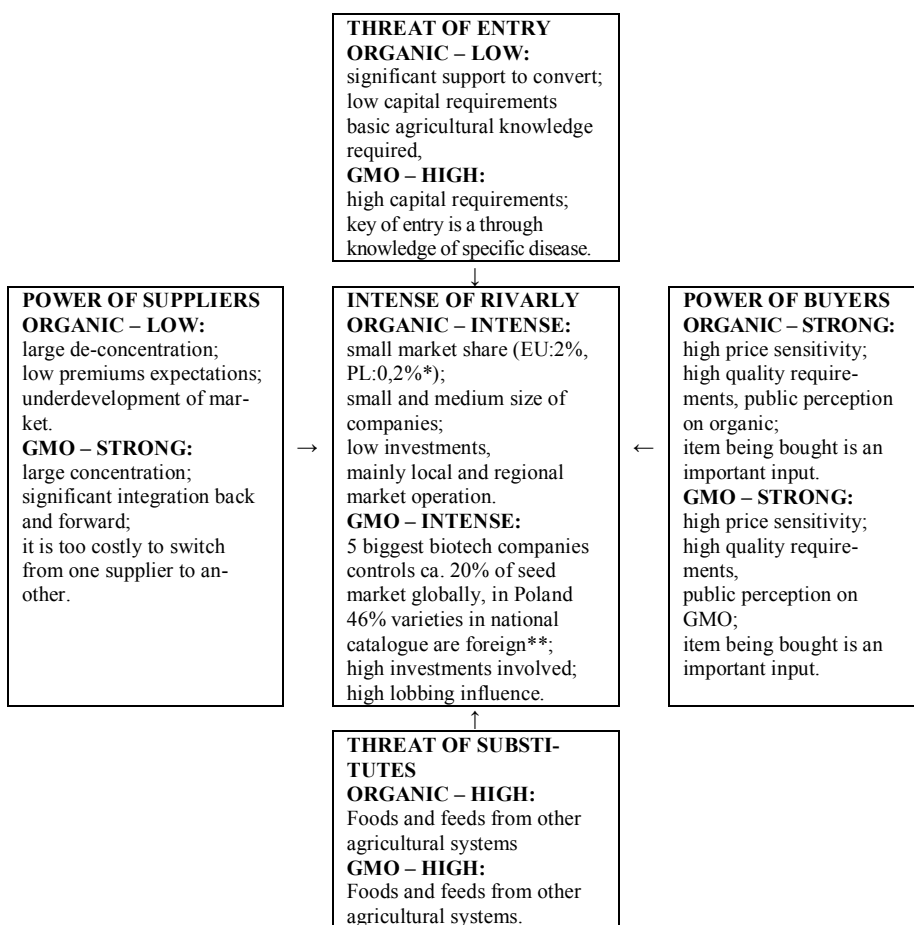 THREAT OF ENTRY
ORGANIC – LOW:
significant support to convert;
low capital requirements
basic agricultural knowledge
required,
GMO – HIGH:
high capital requirements;
key of entry is a through
knowledge of specific disease.
↓
POWER OF SUPPLIERS
ORGANIC – LOW:
large de-concentration;
low premiums expectations;
underdevelopment of mar-
ket.
GMO – STRONG:
large concentration;
significant integration back
and forward;
it is too costly to switch
from one supplier to an-
other.
→
INTENSE OF RIVARLY
ORGANIC – INTENSE:
small market share (EU:2%,
PL:0,2%*);
small and medium size of
companies;
low investments,
mainly local and regional
market operation.
GMO – INTENSE:
5 biggest biotech companies
controls ca. 20% of seed
market globally, in Poland
46% varieties in national
catalogue are foreign**;
high investments involved;
high lobbing influence.
←
POWER OF BUYERS
ORGANIC – STRONG:
high price sensitivity;
high quality require-
ments, public perception
on organic;
item being bought is an
important input.
GMO – STRONG:
high price sensitivity;
high quality require-
ments,
public perception on
GMO;
item being bought is an
important input.
↑
THREAT OF SUBSTI-
TUTES
ORGANIC – HIGH:
Foods and feeds from other
agricultural systems
GMO – HIGH:
Foods and feeds from other
agricultural systems.